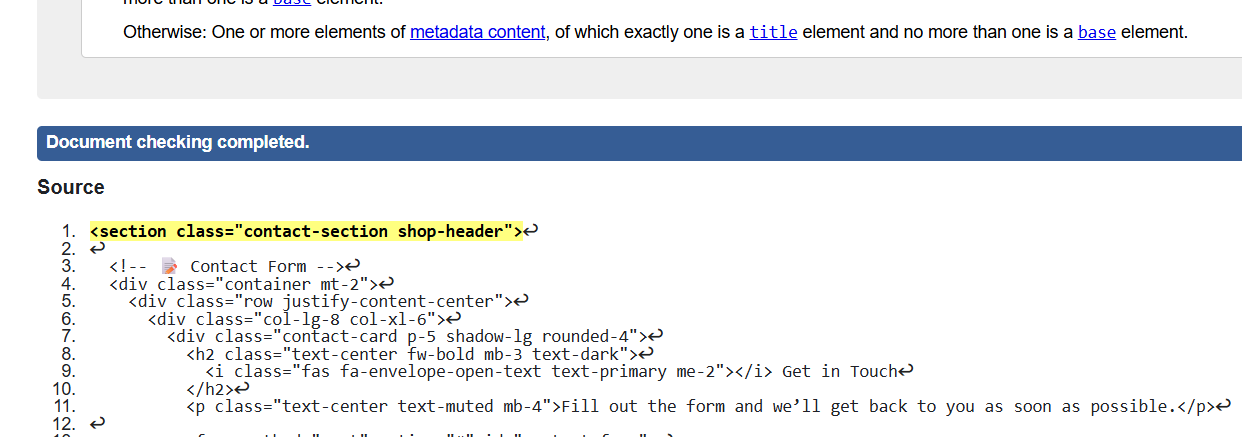 more than one is a base element.
Otherwise: One or more elements of metadata content, of which exactly one is a title element and no more than one is a base element.
Document checking completed.
Source
1. <section class="contact-section shop-header">↩
2. ↩
3. <!-- 📝 Contact Form -->↩
4. <div class="container mt-2">↩
5. <div class="row justify-content-center">↩
6. <div class="col-lg-8 col-xl-6">↩
7. <div class="contact-card p-5 shadow-lg rounded-4">↩
8. <h2 class="text-center fw-bold mb-3 text-dark">↩
9. <i class="fas fa-envelope-open-text text-primary me-2"></i> Get in Touch↩
10. </h2>↩
11. <p class="text-center text-muted mb-4">Fill out the form and we’ll get back to you as soon as possible.</p>↩
12. ↩